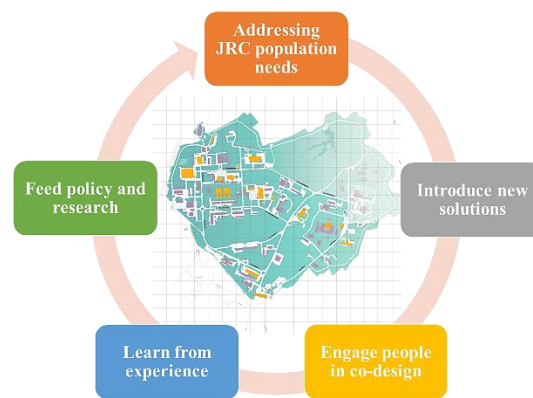 Addressing
JRC population
needs
Introduce new
solutions
Engage people
in co-design
Learn from
experience
Feed policy and
research